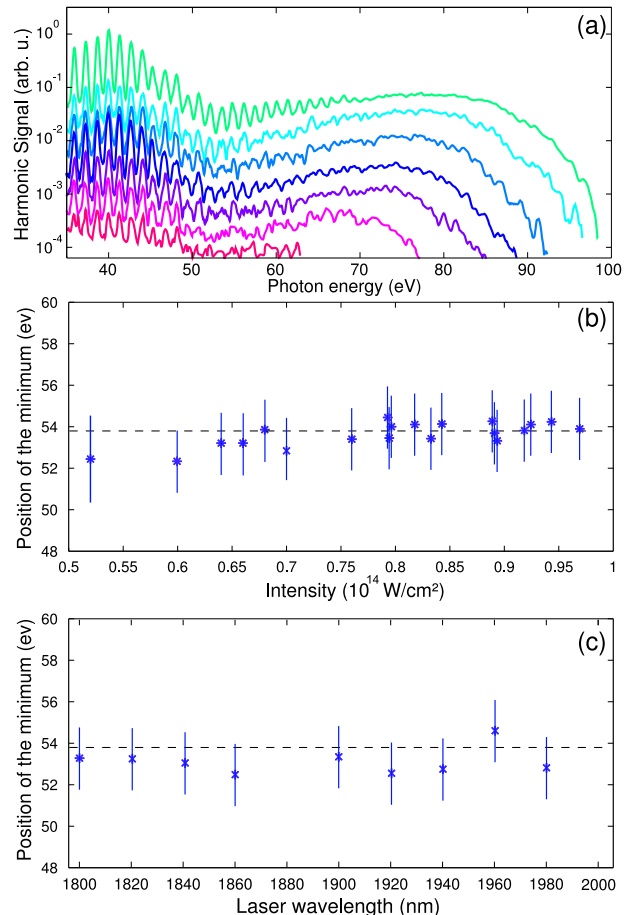 (a)
Harmonic Signal (arb. u.)
10^0
10^-1
10^-2
10^-3
10^-4
40 50 60 70 80 90 100
Photon energy (eV)
(b)
Position of the minimum (ev)
60
58
56
54
52
50
48
0.5 0.55 0.6 0.65 0.7 0.75 0.8 0.85 0.9 0.95 1
Intensity (10^14 W/cm²)
(c)
Position of the minimum (ev)
60
58
56
54
52
50
48
1800 1820 1840 1860 1880 1900 1920 1940 1960 1980 2000
Laser wavelength (nm)